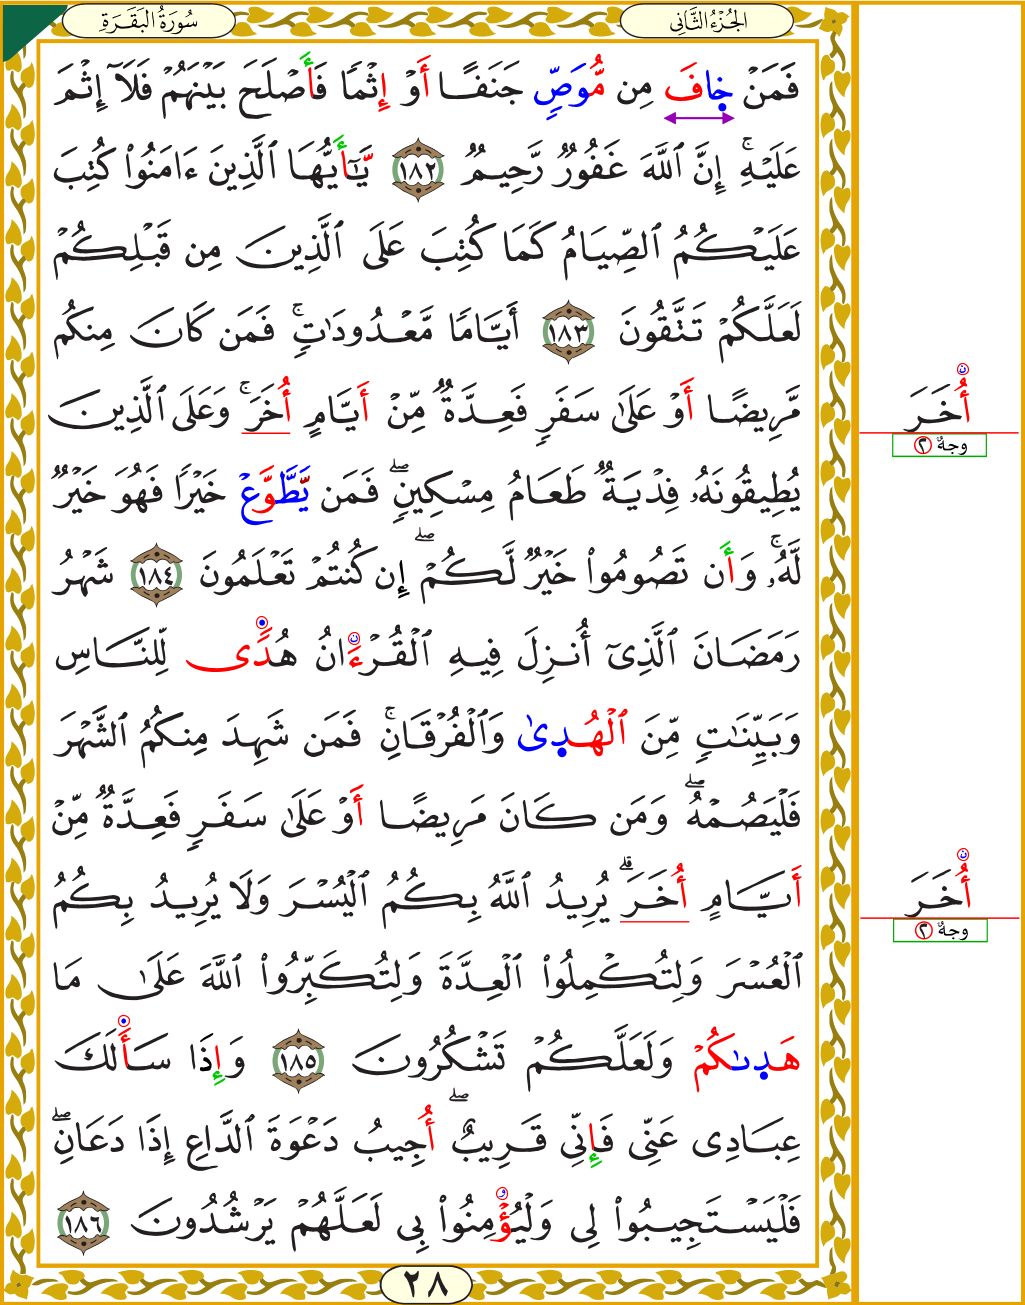 سُورَةُ البَقَرَةِ
الجُزْءُ الثَّانِي
فَمَنْ خَافَ مِن مُّوَصٍّ جَنَفًا أَوْ إِثْمًا فَأَصْلَحَ بَيْنَهُمْ فَلَآ إِثْمَ
عَلَيْهِۚ إِنَّ ٱللَّهَ غَفُورٌ رَّحِيمٌ ١٨٢ يَٰٓأَيُّهَا ٱلَّذِينَ ءَامَنُوا۟ كُتِبَ
عَلَيْكُمُ ٱلصِّيَامُ كَمَا كُتِبَ عَلَى ٱلَّذِينَ مِن قَبْلِكُمْ
لَعَلَّكُمْ تَتَّقُونَ ١٨٣ أَيَّامًا مَّعْدُودَٰتٍۚ فَمَن كَانَ مِنكُم
مَّرِيضًا أَوْ عَلَىٰ سَفَرٍ فَعِدَّةٌ مِّنْ أَيَّامٍ أُخَرَۚ وَعَلَى ٱلَّذِينَ
يُطِيقُونَهُۥ فِدْيَةٌ طَعَامُ مِسْكِينٍۖ فَمَن يَطَّوَّعْ خَيْرًا فَهُوَ خَيْرٌ
لَّهُۥۚ وَأَن تَصُومُوا۟ خَيْرٌ لَّكُمْۖ إِن كُنتُمْ تَعْلَمُونَ ١٨٤ شَهْرُ
رَمَضَانَ ٱلَّذِىٓ أُنزِلَ فِيهِ ٱلْقُرْءَانُ هُدًى لِّلنَّاسِ
وَبَيِّنَٰتٍ مِّنَ ٱلْهُدَىٰ وَٱلْفُرْقَانِۚ فَمَن شَهِدَ مِنكُمُ ٱلشَّهْرَ
فَلْيَصُمْهُۖ وَمَن كَانَ مَرِيضًا أَوْ عَلَىٰ سَفَرٍ فَعِدَّةٌ مِّنْ
أَيَّامٍ أُخَرَۗ يُرِيدُ ٱللَّهُ بِكُمُ ٱلْيُسْرَ وَلَا يُرِيدُ بِكُمُ
ٱلْعُسْرَ وَلِتُكْمِلُوا۟ ٱلْعِدَّةَ وَلِتُكَبِّرُوا۟ ٱللَّهَ عَلَىٰ مَا
هَدَىٰكُمْ وَلَعَلَّكُمْ تَشْكُرُونَ ١٨٥ وَإِذَا سَأَلَكَ
عِبَادِى عَنِّى فَإِنِّى قَرِيبٌۖ أُجِيبُ دَعْوَةَ ٱلدَّاعِ إِذَا دَعَانِۖ
فَلْيَسْتَجِيبُوا۟ لِى وَلْيُؤْمِنُوا۟ بِى لَعَلَّهُمْ يَرْشُدُونَ ١٨٦
٢٨
أُخَرَ
وجهٌ ٢
أُخَرَ
وجهٌ ٢